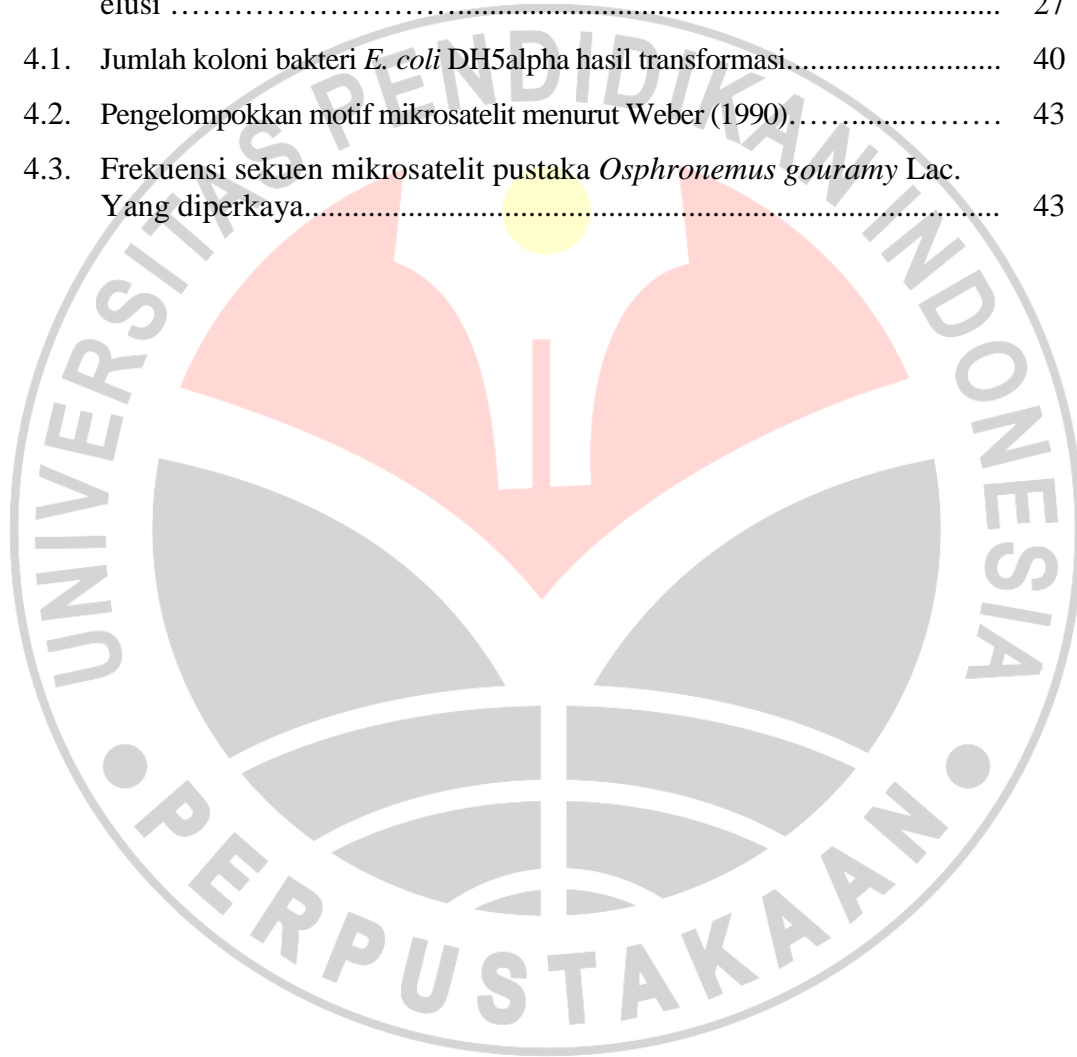 elusi ………………………............................................................................ 27
4.1. Jumlah koloni bakteri E. coli DH5alpha hasil transformasi........................... 40
4.2. Pengelompokkan motif mikrosatelit menurut Weber (1990)…….......……… 43
4.3. Frekuensi sekuen mikrosatelit pustaka Osphronemus gouramy Lac.
Yang diperkaya.................................................................................................. 43
UNIVERSITAS PENDIDIKAN INDONESIA
PERPUSTAKAAN